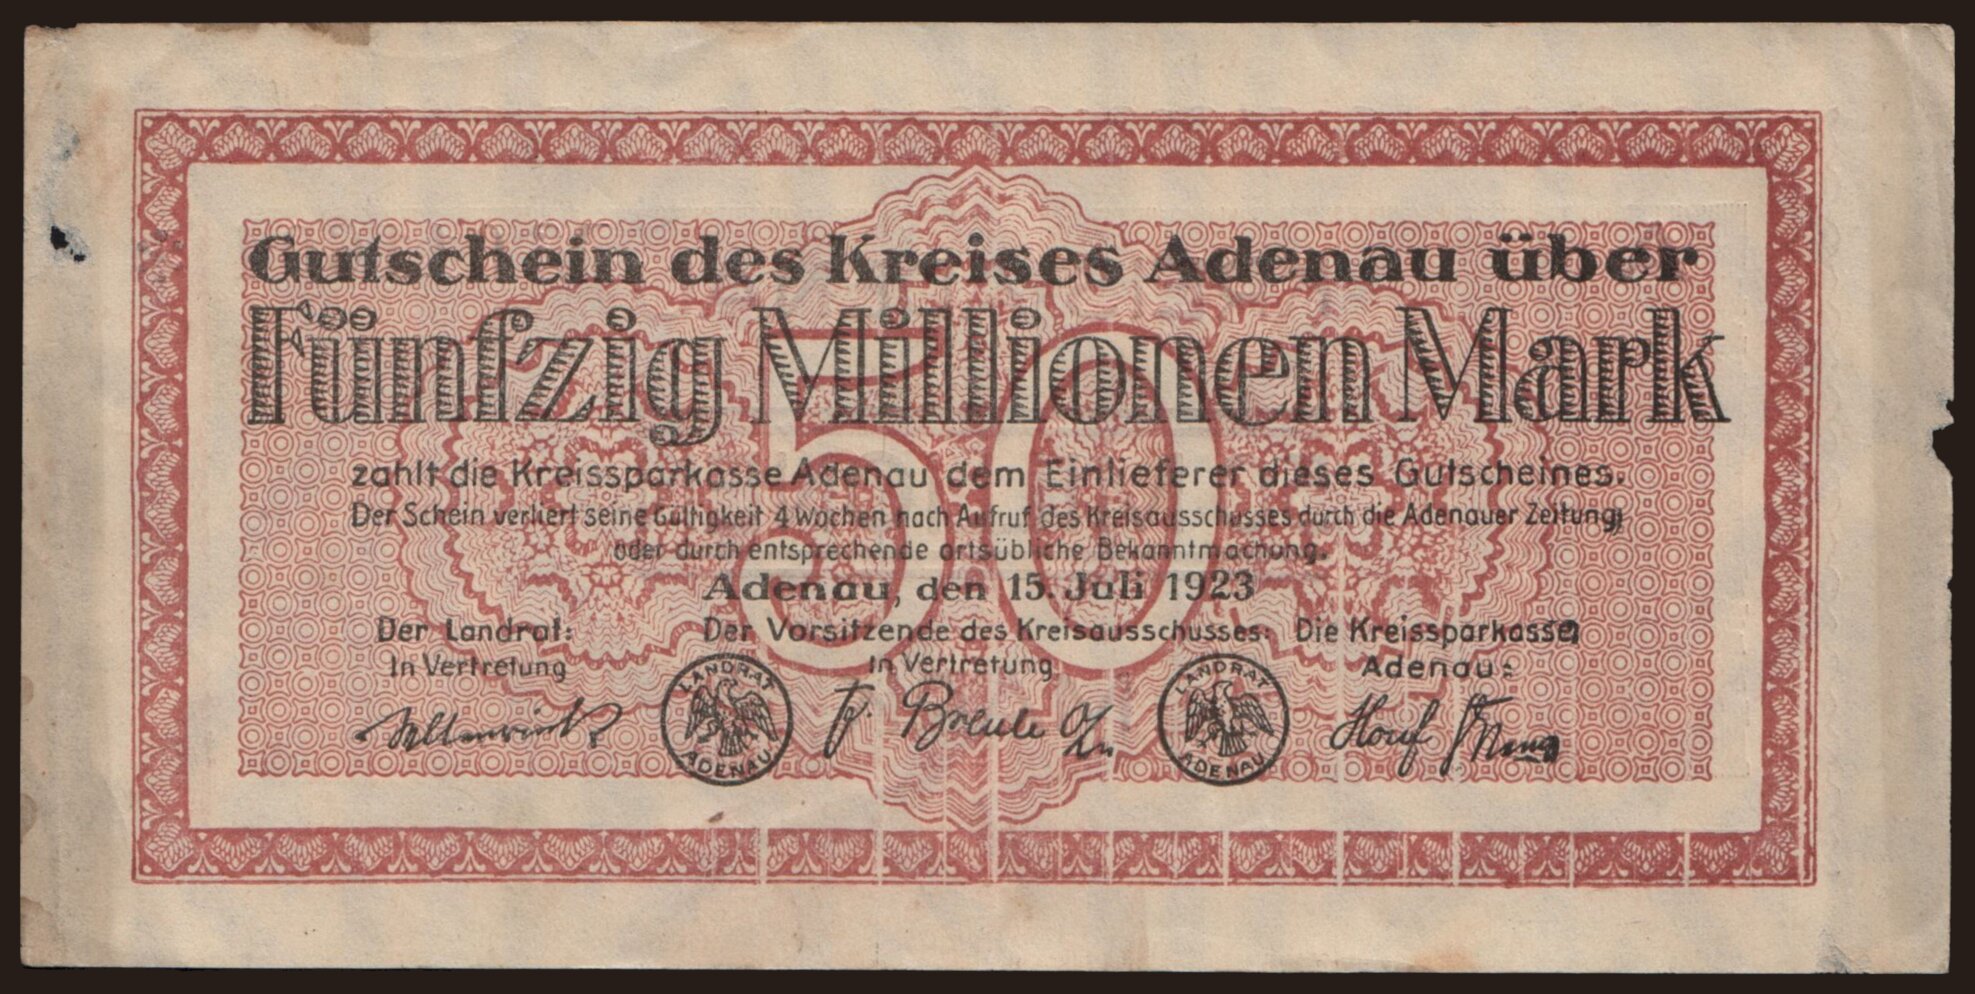 Gutschein des Kreises Adenau über
Fünfzig Millionen Mark
50
zahlt die Kreissparkasse Adenau dem Einlieferer dieses Gutscheines.
Der Schein verliert seine Gültigkeit 4 Wochen nach Aufruf des Kreisausschusses durch die Adenauer Zeitung,
oder durch entsprechende ortsübliche Bekanntmachung.
Adenau, den 15. Juli 1923
Der Landrat: Der Vorsitzende des Kreisausschusses: Die Kreissparkasse
In Vertretung in Vertretung Adenau:
LANDRAT ADENAU
LANDRAT ADENAU